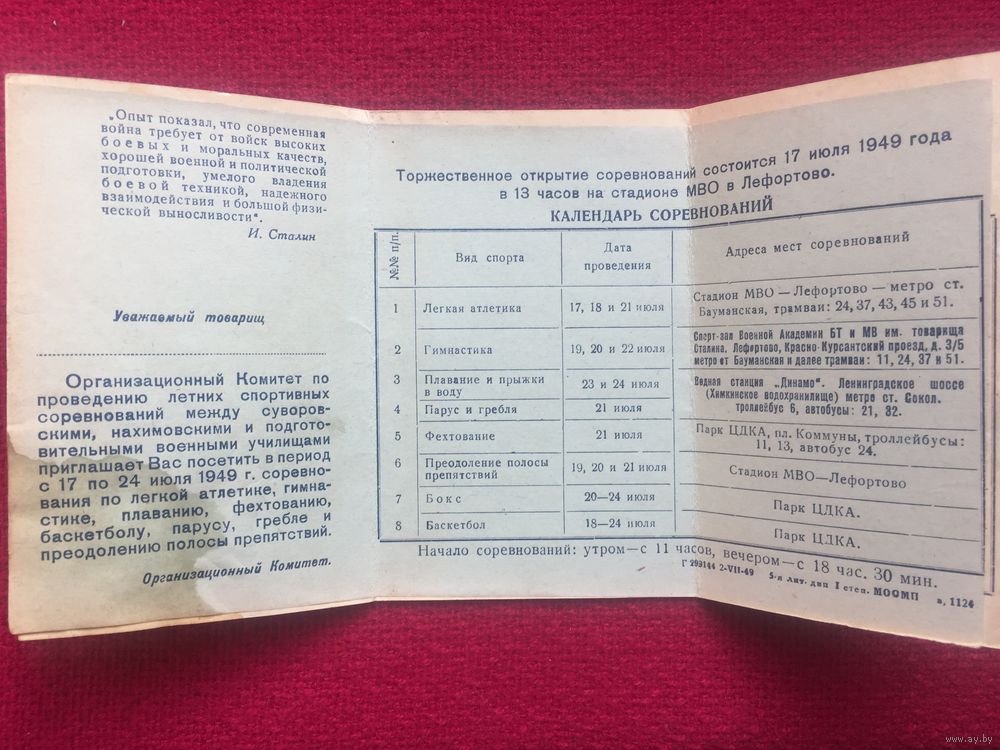 „Опыт показал, что современная
война требует от войск высоких
боевых и моральных качеств,
хорошей военной и политической
подготовки, умелого владения
боевой техникой, надежного
взаимодействия и большой физи-
ческой выносливости“.
И. Сталин
Уважаемый товарищ
Организационный Комитет по
проведению летних спортивных
соревнований между суворов-
скими, нахимовскими и подгото-
вительными военными училищами
приглашает Вас посетить в период
с 17 по 24 июля 1949 г. соревно-
вания по легкой атлетике, гимна-
стике, плаванию, фехтованию,
баскетболу, парусу, гребле и
преодолению полосы препятствий.
Организационный Комитет.
Торжественное открытие соревнований состоится 17 июля 1949 года
в 13 часов на стадионе МВО в Лефортово.
КАЛЕНДАРЬ СОРЕВНОВАНИЙ
№№ п/п.
Вид спорта
Дата
проведения
Адреса мест соревнований
1
Легкая атлетика
17, 18 и 21 июля
Стадион МВО — Лефортово — метро ст.
Бауманская, трамваи: 24, 37, 43, 45 и 51.
2
Гимнастика
19, 20 и 22 июля
Спорт-зал Военной Академии БТ и МВ им. товарища
Сталина. Лефортово, Красно-Курсантский проезд, д. 3/5
метро от Бауманская и далее трамваи: 11, 24, 37 и 51.
3
Плавание и прыжки
в воду
23 и 24 июля
Водная станция „Динамо“. Ленинградское шоссе
(Химкинское водохранилище) метро ст. Сокол.
троллейбус 6, автобусы: 21, 32.
4
Парус и гребля
21 июля
5
Фехтование
21 июля
Парк ЦДКА, пл. Коммуны, троллейбусы:
11, 13, автобус 24.
6
Преодоление полосы
препятствий
19, 20 и 21 июля
Стадион МВО—Лефортово
7
Бокс
20—24 июля
Парк ЦДКА.
8
Баскетбол
18—24 июля
Парк ЦДКА.
Начало соревнований: утром—с 11 часов, вечером—с 18 час. 30 мин.
Г 293144 2-VII-49 5-я лит. дип I степ. МООМП в. 1124
www.ay.by